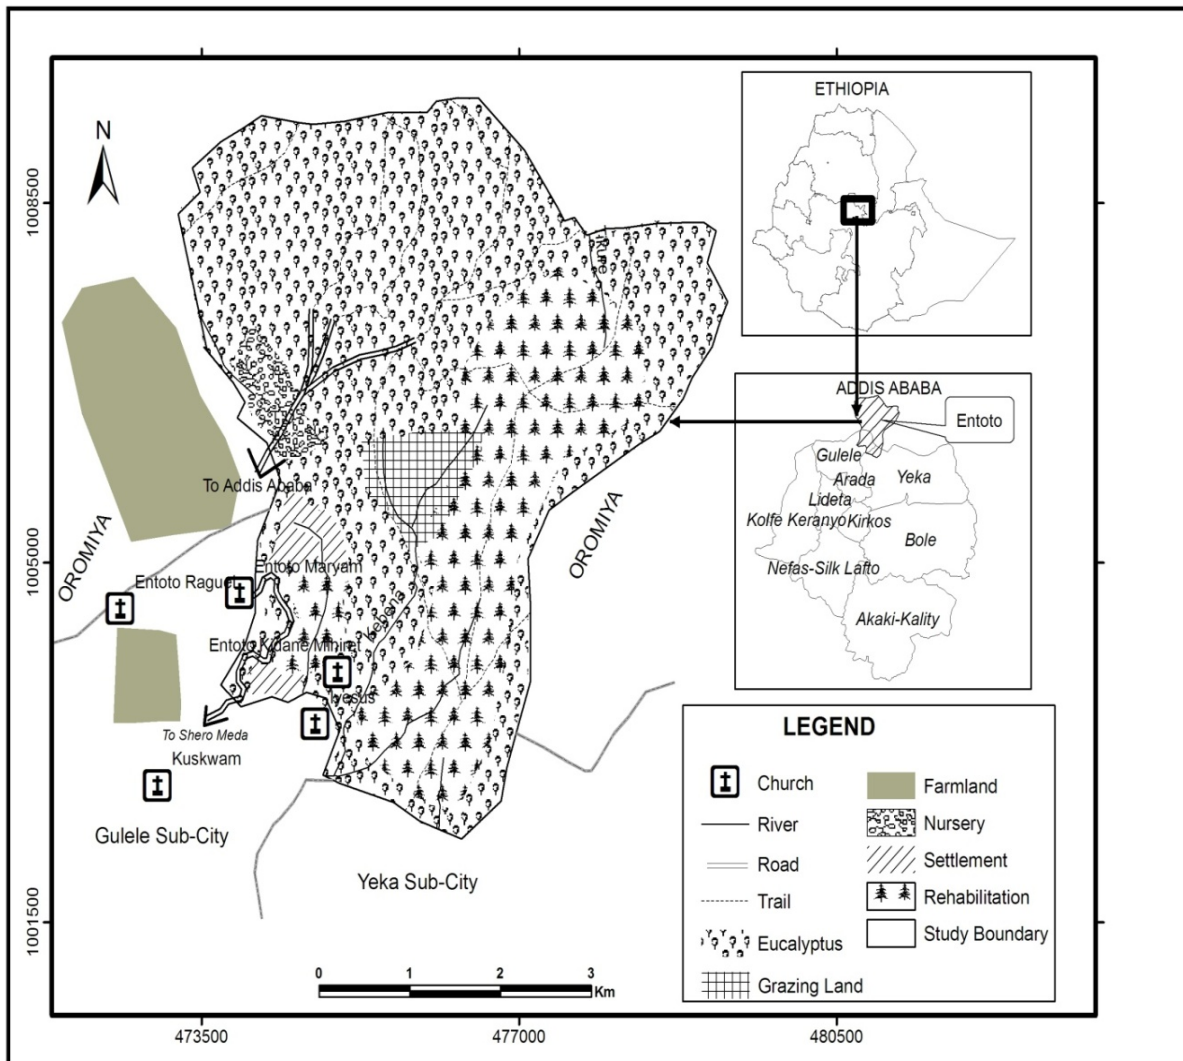 ETHIOPIA
N
1008500
1005000
1001500
Ikune
ADDIS ABABA
Entoto
Gulele
Arada
Yeka
Lideta
Kolfe Keranyo
Kirkos
Bole
Nefas-Silk Lafto
Akaki-Kality
To Addis Ababa
OROMIYA
OROMIYA
Entoto Raguel
Entoto Maryam
Entoto Kidane Mihiret
Iyesus
To Shero Meda
Kuskwam
Gulele Sub-City
Yeka Sub-City
LEGEND
Church
River
Road
Trail
Eucalyptus
Grazing Land
Farmland
Nursery
Settlement
Rehabilitation
Study Boundary
0 1 2 3
Km
473500 477000 480500